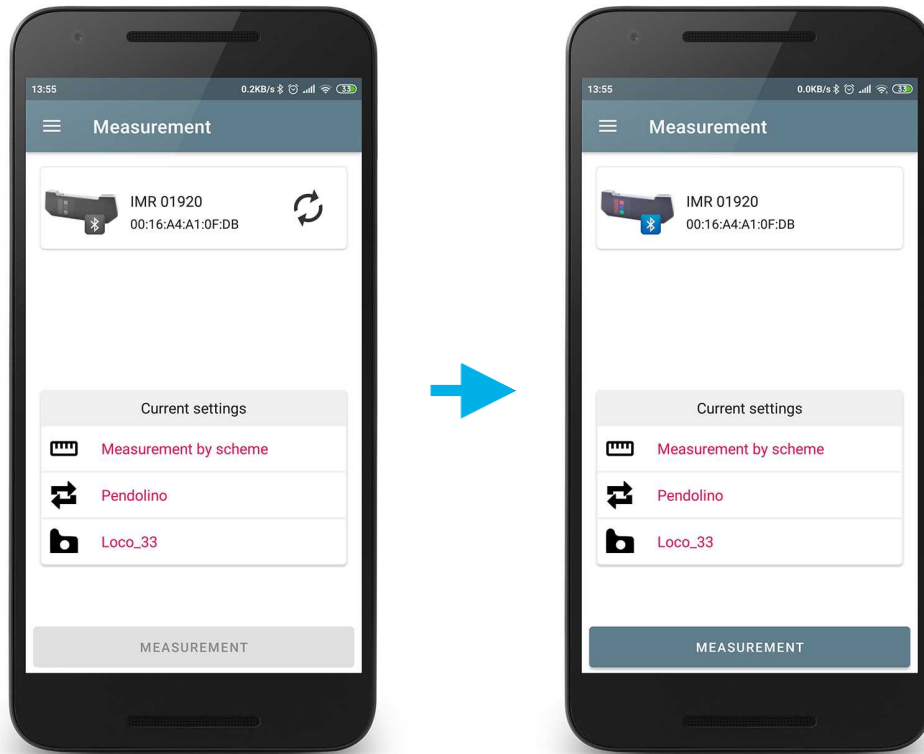 13:55 0.2KB/s 33
Measurement
IMR 01920
00:16:A4:A1:0F:DB
Current settings
Measurement by scheme
Pendolino
Loco_33
MEASUREMENT
13:55 0.0KB/s 33
Measurement
IMR 01920
00:16:A4:A1:0F:DB
Current settings
Measurement by scheme
Pendolino
Loco_33
MEASUREMENT